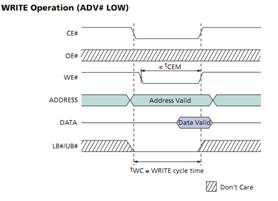 WRITE Operation (ADV# LOW)
CE#
OE#
< tCEM
WE#
ADDRESS
Address Valid
DATA
Data Valid
LB#/UB#
tWC = WRITE cycle time
Don't Care